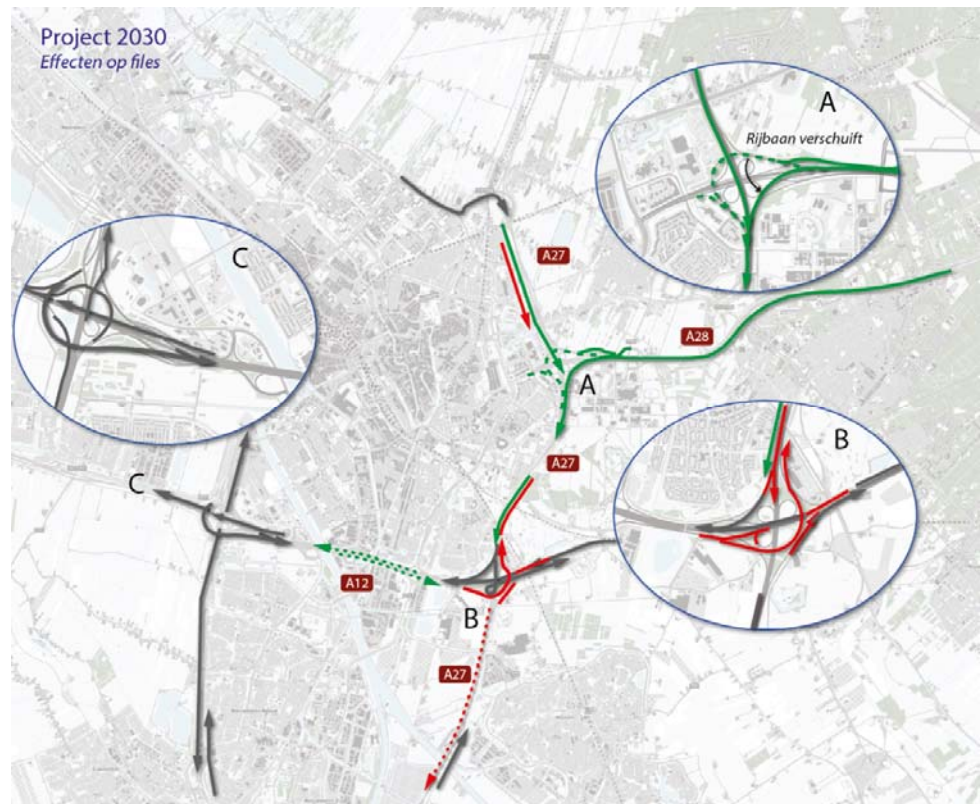 Project 2030
Effecten op files
A
Rijbaan verschuift
C
A27
A28
A
B
A27
C
A12
B
A27